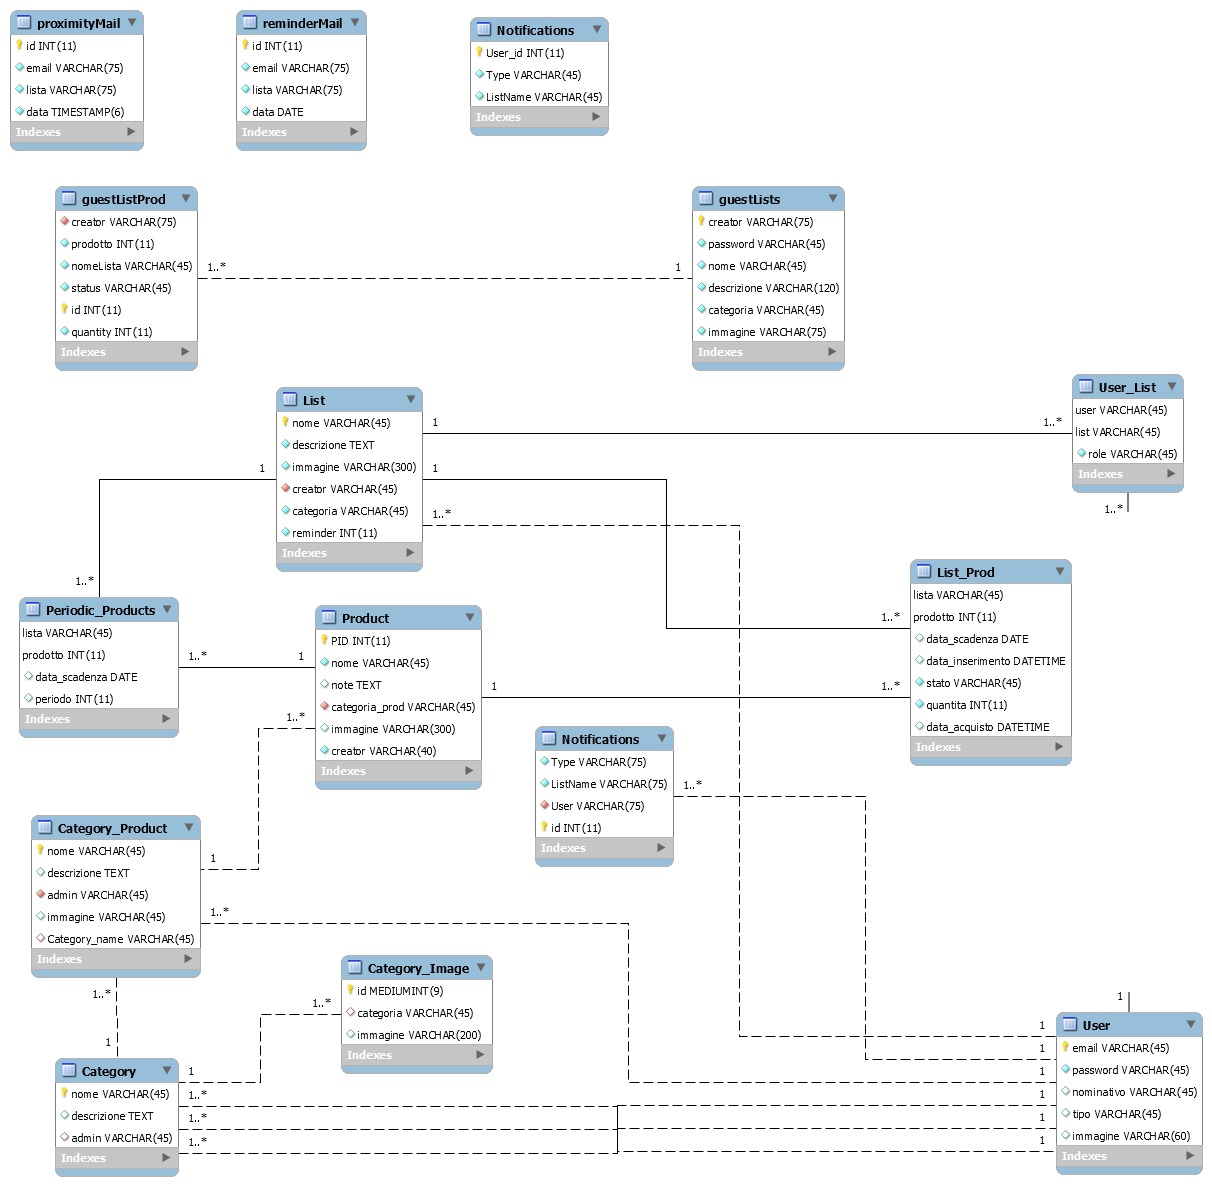 proximityMail
id INT(11)
email VARCHAR(75)
lista VARCHAR(75)
data TIMESTAMP(6)
Indexes
reminderMail
id INT(11)
email VARCHAR(75)
lista VARCHAR(75)
data DATE
Indexes
Notifications
User_id INT(11)
Type VARCHAR(45)
ListName VARCHAR(45)
Indexes
guestListProd
creator VARCHAR(75)
prodotto INT(11)
nomeLista VARCHAR(45)
status VARCHAR(45)
id INT(11)
quantity INT(11)
Indexes
1..*
1
guestLists
creator VARCHAR(75)
password VARCHAR(45)
nome VARCHAR(45)
descrizione VARCHAR(120)
categoria VARCHAR(45)
immagine VARCHAR(75)
Indexes
List
nome VARCHAR(45)
descrizione TEXT
immagine VARCHAR(300)
creator VARCHAR(45)
categoria VARCHAR(45)
reminder INT(11)
Indexes
1
1..*
1
1
1..*
User_List
user VARCHAR(45)
list VARCHAR(45)
role VARCHAR(45)
Indexes
1..*
List_Prod
lista VARCHAR(45)
prodotto INT(11)
data_scadenza DATE
data_inserimento DATETIME
stato VARCHAR(45)
quantita INT(11)
data_acquisto DATETIME
Indexes
1..*
1..*
1..*
Periodic_Products
lista VARCHAR(45)
prodotto INT(11)
data_scadenza DATE
periodo INT(11)
Indexes
1..*
1
Product
PID INT(11)
nome VARCHAR(45)
note TEXT
categoria_prod VARCHAR(45)
immagine VARCHAR(300)
creator VARCHAR(40)
Indexes
1
1..*
Notifications
Type VARCHAR(75)
ListName VARCHAR(75)
User VARCHAR(75)
id INT(11)
Indexes
1..*
Category_Product
nome VARCHAR(45)
descrizione TEXT
admin VARCHAR(45)
immagine VARCHAR(45)
Category_name VARCHAR(45)
Indexes
1
1..*
1..*
1
Category_Image
id MEDIUMINT(9)
categoria VARCHAR(45)
immagine VARCHAR(200)
Indexes
1..*
Category
nome VARCHAR(45)
descrizione TEXT
admin VARCHAR(45)
Indexes
1
1..*
1..*
1..*
1
User
email VARCHAR(45)
password VARCHAR(45)
nominativo VARCHAR(45)
tipo VARCHAR(45)
immagine VARCHAR(60)
Indexes
1
1
1
1
1
1